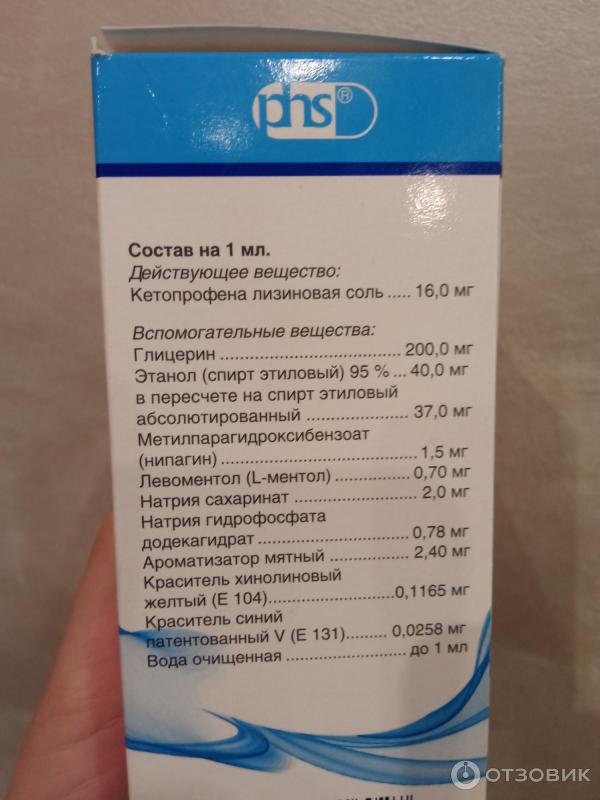 phs®
Состав на 1 мл.
Действующее вещество:
Кетопрофена лизиновая соль ..... 16,0 мг
Вспомогательные вещества:
Глицерин ................................ 200,0 мг
Этанол (спирт этиловый) 95 % ... 40,0 мг
в пересчете на спирт этиловый
абсолютированный .................. 37,0 мг
Метилпарагидроксибензоат
(нипагин) .................................. 1,5 мг
Левоментол (L-ментол) ............. 0,70 мг
Натрия сахаринат ..................... 2,0 мг
Натрия гидрофосфата
додекагидрат ........................... 0,78 мг
Ароматизатор мятный ............... 2,40 мг
Краситель хинолиновый
желтый (Е 104)......................0,1165 мг
Краситель синий
патентованный V (Е 131)........ 0,0258 мг
Вода очищенная ..................... до 1 мл
ОТЗОВИК